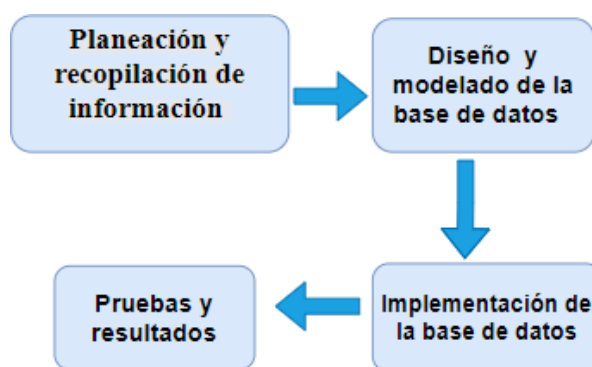 Planeación y
recopilación de
información
Diseño y
modelado de la
base de datos
Implementación de
la base de datos
Pruebas y
resultados